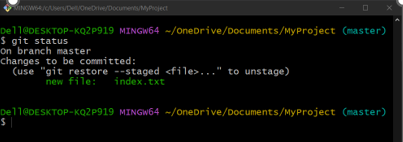 MINGW64:/c/Users/Dell/OneDrive/Documents/MyProject
Dell@DESKTOP-KQ2P919 MINGW64 ~/OneDrive/Documents/MyProject (master)
$ git status
On branch master
Changes to be committed:
(use "git restore --staged <file>..." to unstage)
new file: index.txt
Dell@DESKTOP-KQ2P919 MINGW64 ~/OneDrive/Documents/MyProject (master)
$